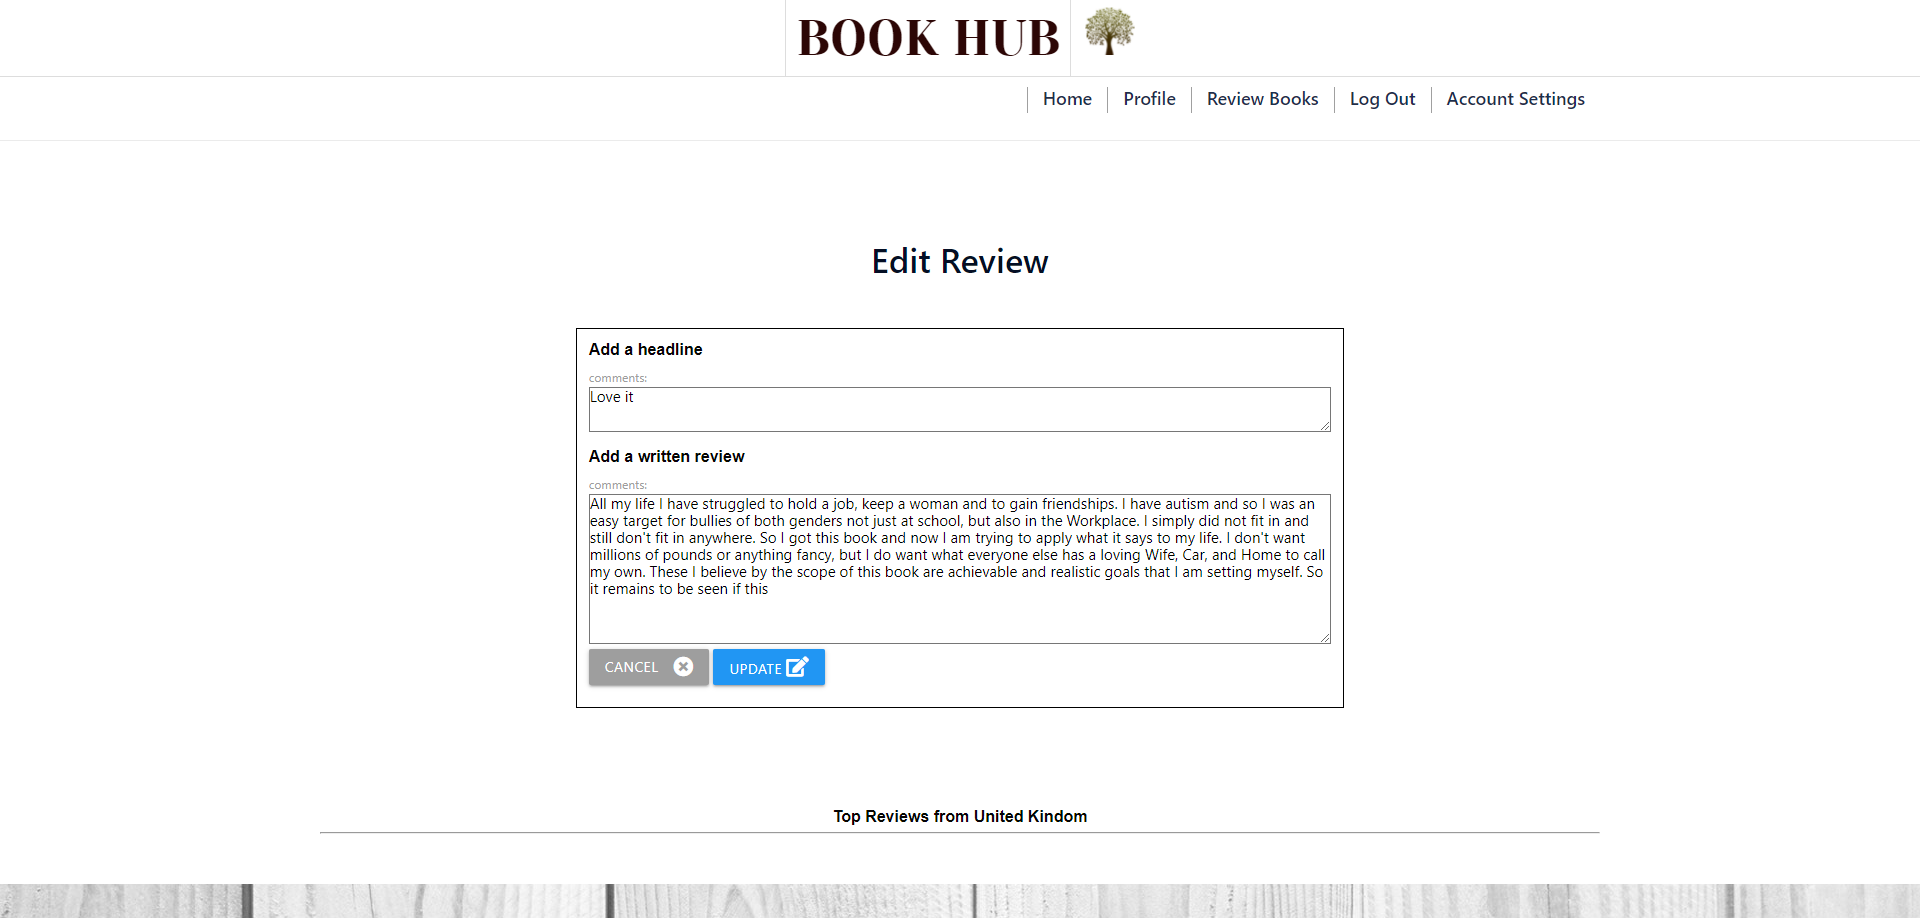 BOOK HUB
Home
Profile
Review Books
Log Out
Account Settings
Edit Review
Add a headline
comments:
Love it
Add a written review
comments:
All my life I have struggled to hold a job, keep a woman and to gain friendships. I have autism and so I was an
easy target for bullies of both genders not just at school, but also in the Workplace. I simply did not fit in and
still don't fit in anywhere. So I got this book and now I am trying to apply what it says to my life. I don't want
millions of pounds or anything fancy, but I do want what everyone else has a loving Wife, Car, and Home to call
my own. These I believe by the scope of this book are achievable and realistic goals that I am setting myself. So
it remains to be seen if this
CANCEL
UPDATE
Top Reviews from United Kindom